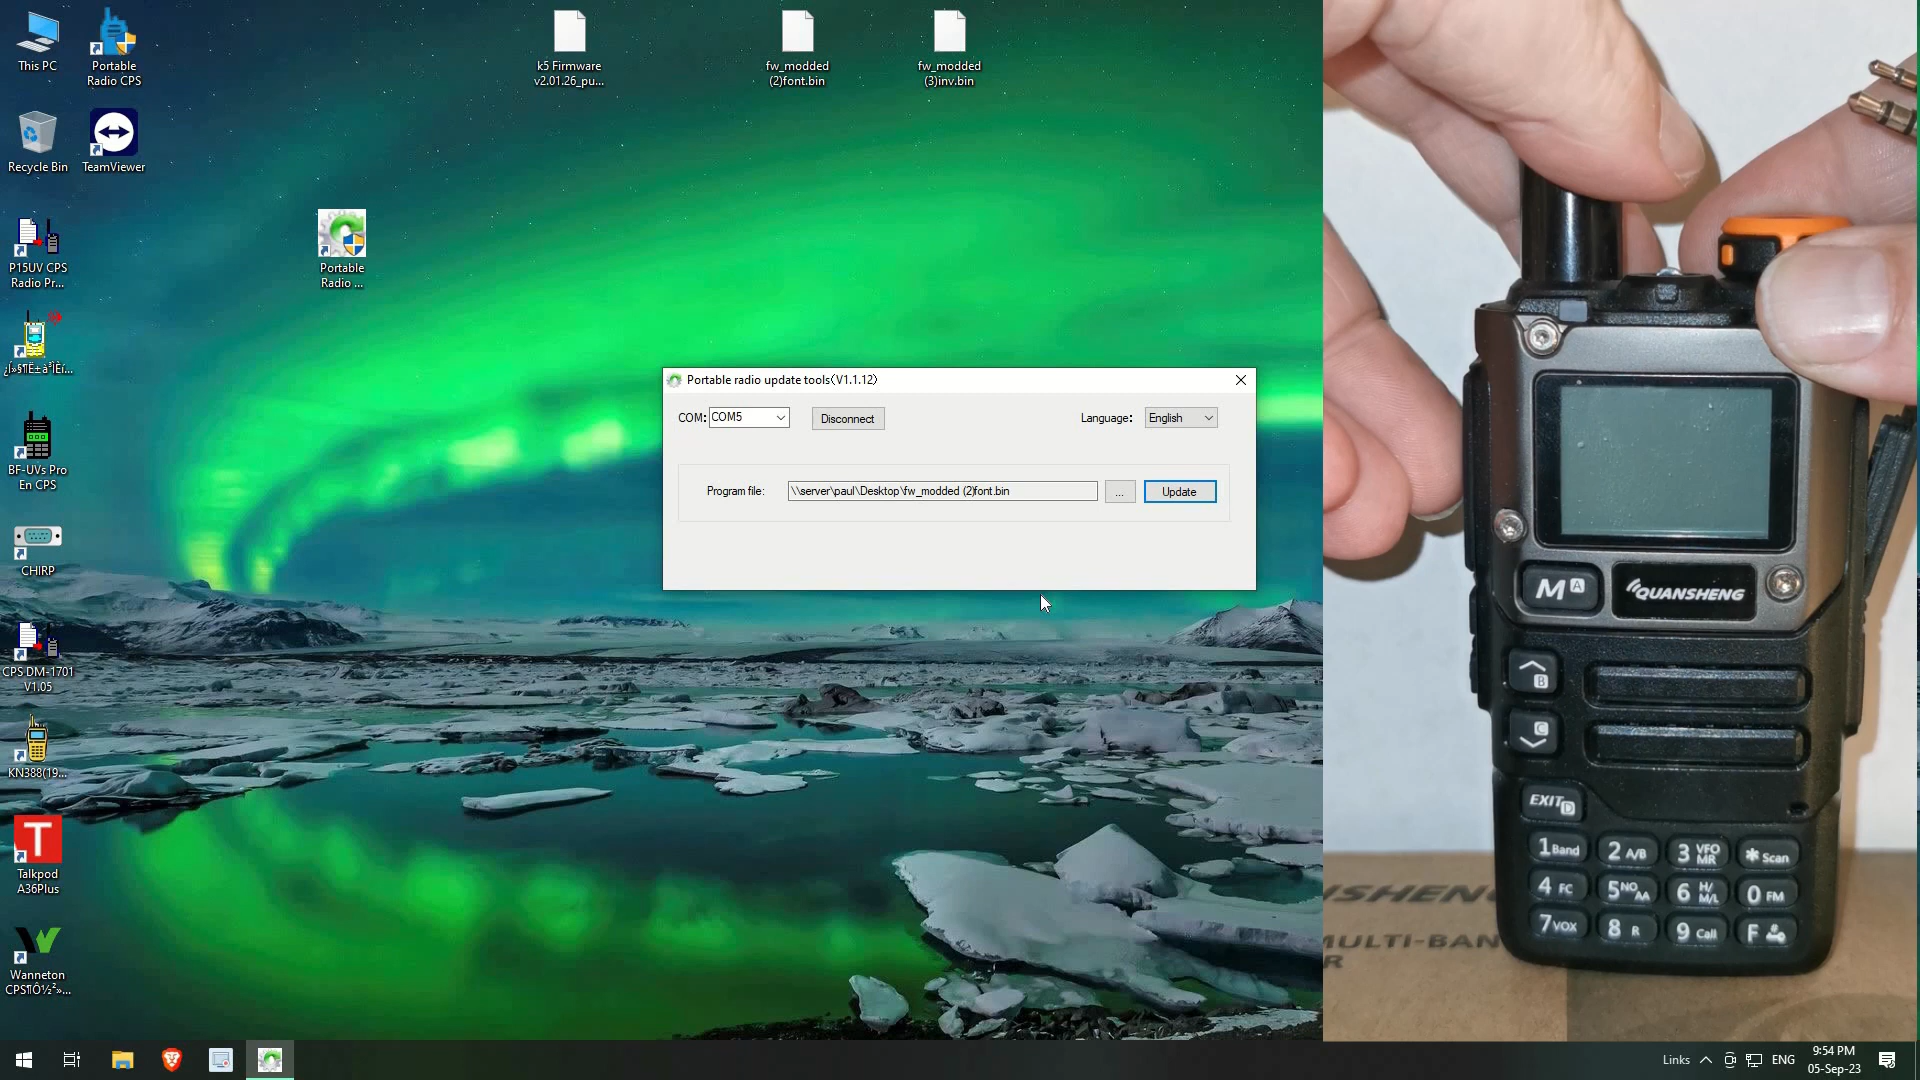 This PC
Portable
Radio CPS
Recycle Bin
TeamViewer
P15UV CPS
Radio Pr...
BF-UVs Pro
En CPS
CHIRP
CPS DM-1701
V1.05
KN388(19...
T
Talkpod
A36Plus
Wanneton
Portable
Radio ...
k5 Firmware
v2.01.26_pu...
fw_modded
(2)font.bin
fw_modded
(3)inv.bin
Portable radio update tools(V1.1.12)
COM: COM5 Disconnect Language: English
Program file: \\server\paul\Desktop\fw_modded (2)font.bin ... Update
M A QUANSHENG
B
C
EXIT D
1 Band 2 A/B 3 VFO MR * Scan
4 FC 5 NOAA 6 H/M/L 0 FM
7 VOX 8 R 9 Call F
MULTI-BAN
R
Links ENG 9:54 PM
05-Sep-23